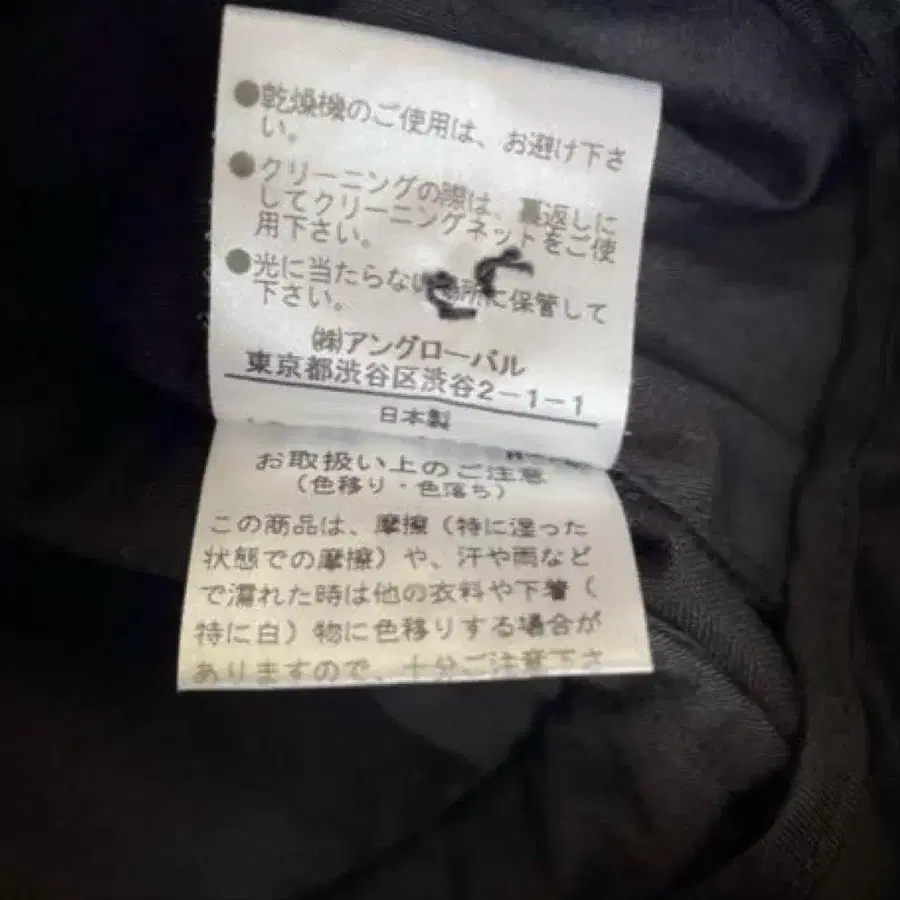 ●乾燥機のご使用は、お避け下さ
い。
●クリーニングの際は、裏返しに
してクリーニングネットをご使
用下さい。
●光に当たらない場所に保管して
下さい。
㈱アングローバル
東京都渋谷区渋谷2-1-1
日本製
お取扱い上のご注意
(色移り・色落ち)
この商品は、摩擦(特に湿った
状態での摩擦)や、汗や雨など
で濡れた時は他の衣料や下着(
特に白)物に色移りする場合が
ありますので、十分ご注意下さ